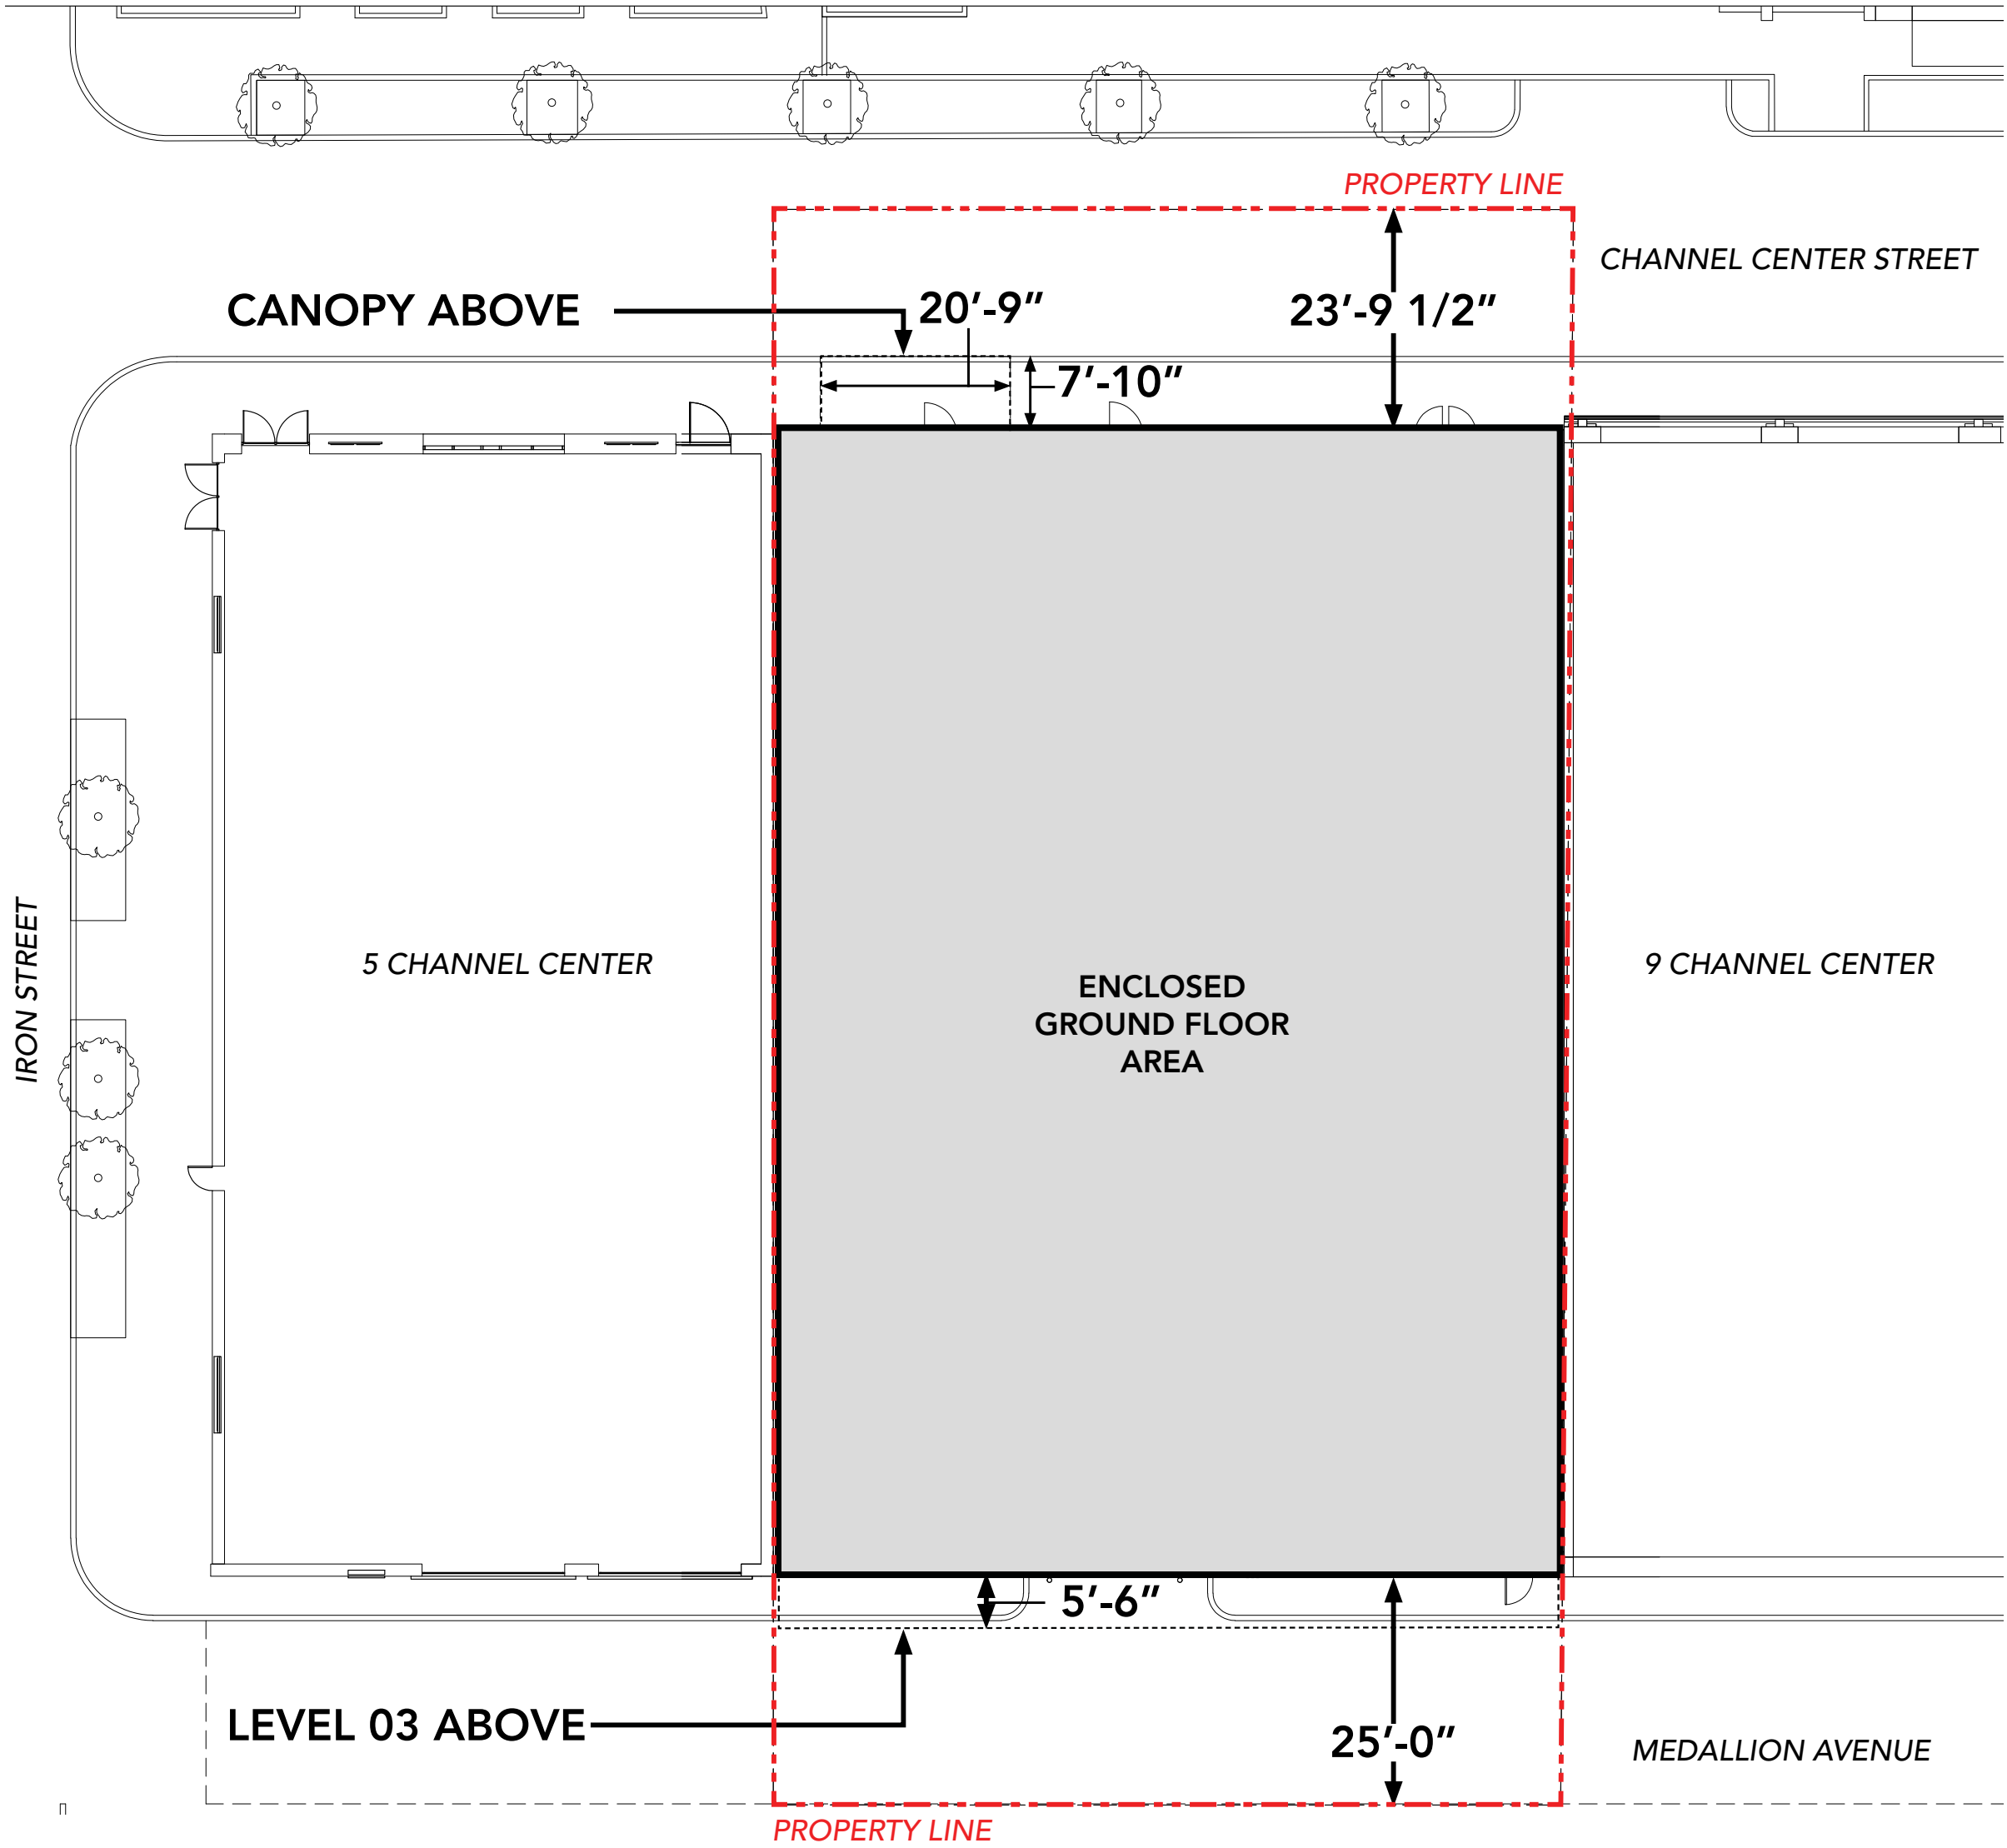 PROPERTY LINE
CHANNEL CENTER STREET
CANOPY ABOVE
20'-9"
23'-9 1/2"
7'-10"
IRON STREET
5 CHANNEL CENTER
9 CHANNEL CENTER
ENCLOSED
GROUND FLOOR
AREA
5'-6"
LEVEL 03 ABOVE
25'-0"
MEDALLION AVENUE
PROPERTY LINE